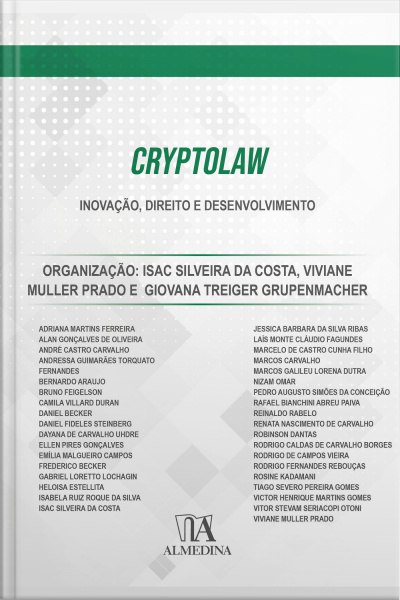 CRYPTOLAW
INOVAÇÃO, DIREITO E DESENVOLVIMENTO
ORGANIZAÇÃO: ISAC SILVEIRA DA COSTA, VIVIANE
MULLER PRADO E GIOVANA TREIGER GRUPENMACHER
ADRIANA MARTINS FERREIRA
ALAN GONÇALVES DE OLIVEIRA
ANDRÉ CASTRO CARVALHO
ANDRESSA GUIMARÃES TORQUATO
FERNANDES
BERNARDO ARAUJO
BRUNO FEIGELSON
CAMILA VILLARD DURAN
DANIEL BECKER
DANIEL FIDELES STEINBERG
DAYANA DE CARVALHO UHDRE
ELLEN PIRES GONÇALVES
EMÍLIA MALGUEIRO CAMPOS
FREDERICO BECKER
GABRIEL LORETTO LOCHAGIN
HELOISA ESTELLITA
ISABELA RUIZ ROQUE DA SILVA
ISAC SILVEIRA DA COSTA
JESSICA BARBARA DA SILVA RIBAS
LAÍS MONTE CLÁUDIO FAGUNDES
MARCELO DE CASTRO CUNHA FILHO
MARCOS CARVALHO
MARCOS GALILEU LORENA DUTRA
NIZAM OMAR
PEDRO AUGUSTO SIMÕES DA CONCEIÇÃO
RAFAEL BIANCHINI ABREU PAIVA
REINALDO RABELO
RENATA NASCIMENTO DE CARVALHO
ROBINSON DANTAS
RODRIGO CALDAS DE CARVALHO BORGES
RODRIGO DE CAMPOS VIEIRA
RODRIGO FERNANDES REBOUÇAS
ROSINE KADAMANI
TIAGO SEVERO PEREIRA GOMES
VICTOR HENRIQUE MARTINS GOMES
VITOR STEVAM SERIACOPI OTONI
VIVIANE MULLER PRADO
ALMEDINA